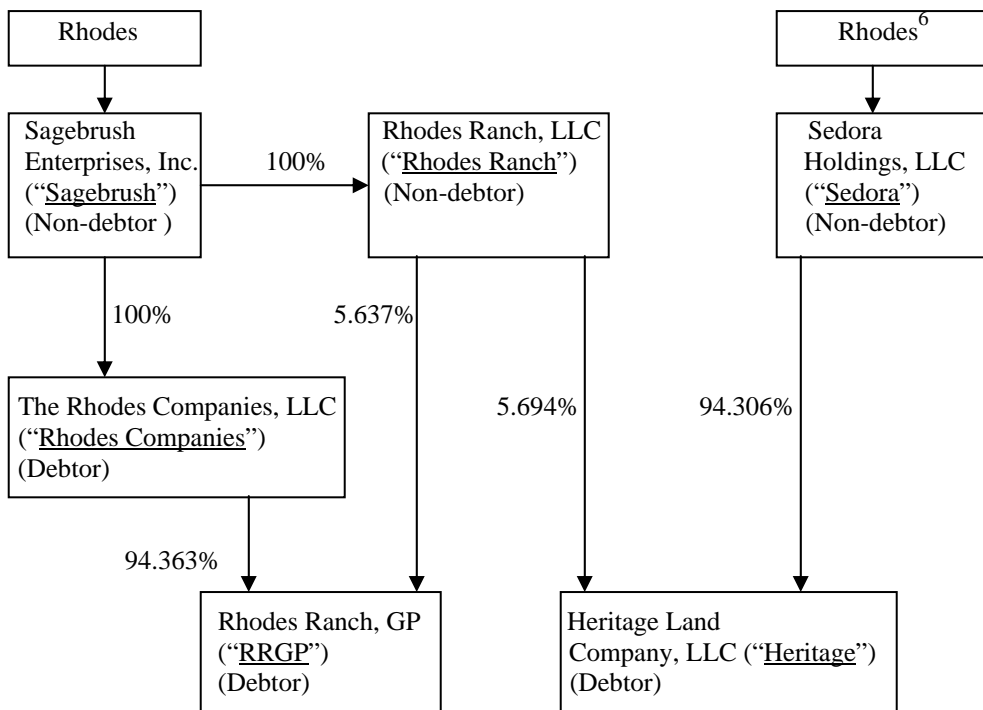 Rhodes
Rhodes6
Sagebrush
Enterprises, Inc.
(“Sagebrush”)
(Non-debtor )
100%
Rhodes Ranch, LLC
(“Rhodes Ranch”)
(Non-debtor)
Sedora
Holdings, LLC
(“Sedora”)
(Non-debtor)
100%
5.637%
The Rhodes Companies, LLC
(“Rhodes Companies”)
(Debtor)
5.694%
94.306%
94.363%
Rhodes Ranch, GP
(“RRGP”)
(Debtor)
Heritage Land
Company, LLC (“Heritage”)
(Debtor)